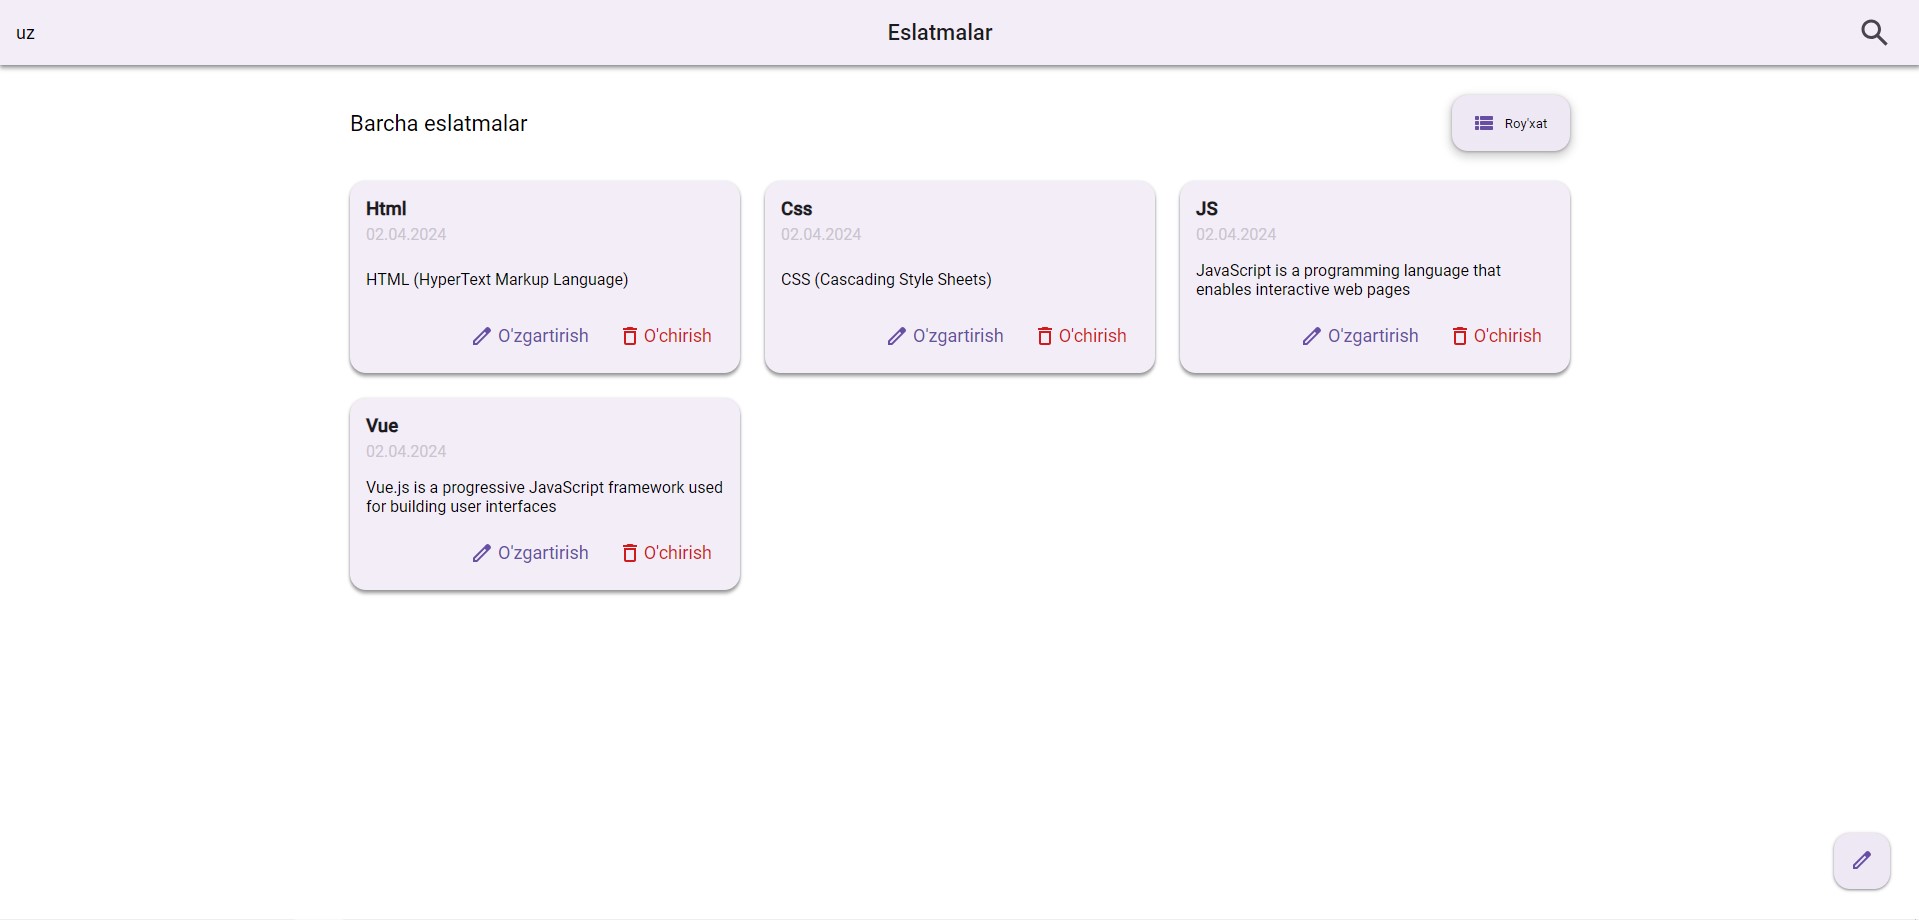 uz
Eslatmalar
Barcha eslatmalar
Roy'xat
Html
02.04.2024
HTML (HyperText Markup Language)
O'zgartirish
O'chirish
Css
02.04.2024
CSS (Cascading Style Sheets)
O'zgartirish
O'chirish
JS
02.04.2024
JavaScript is a programming language that
enables interactive web pages
O'zgartirish
O'chirish
Vue
02.04.2024
Vue.js is a progressive JavaScript framework used
for building user interfaces
O'zgartirish
O'chirish